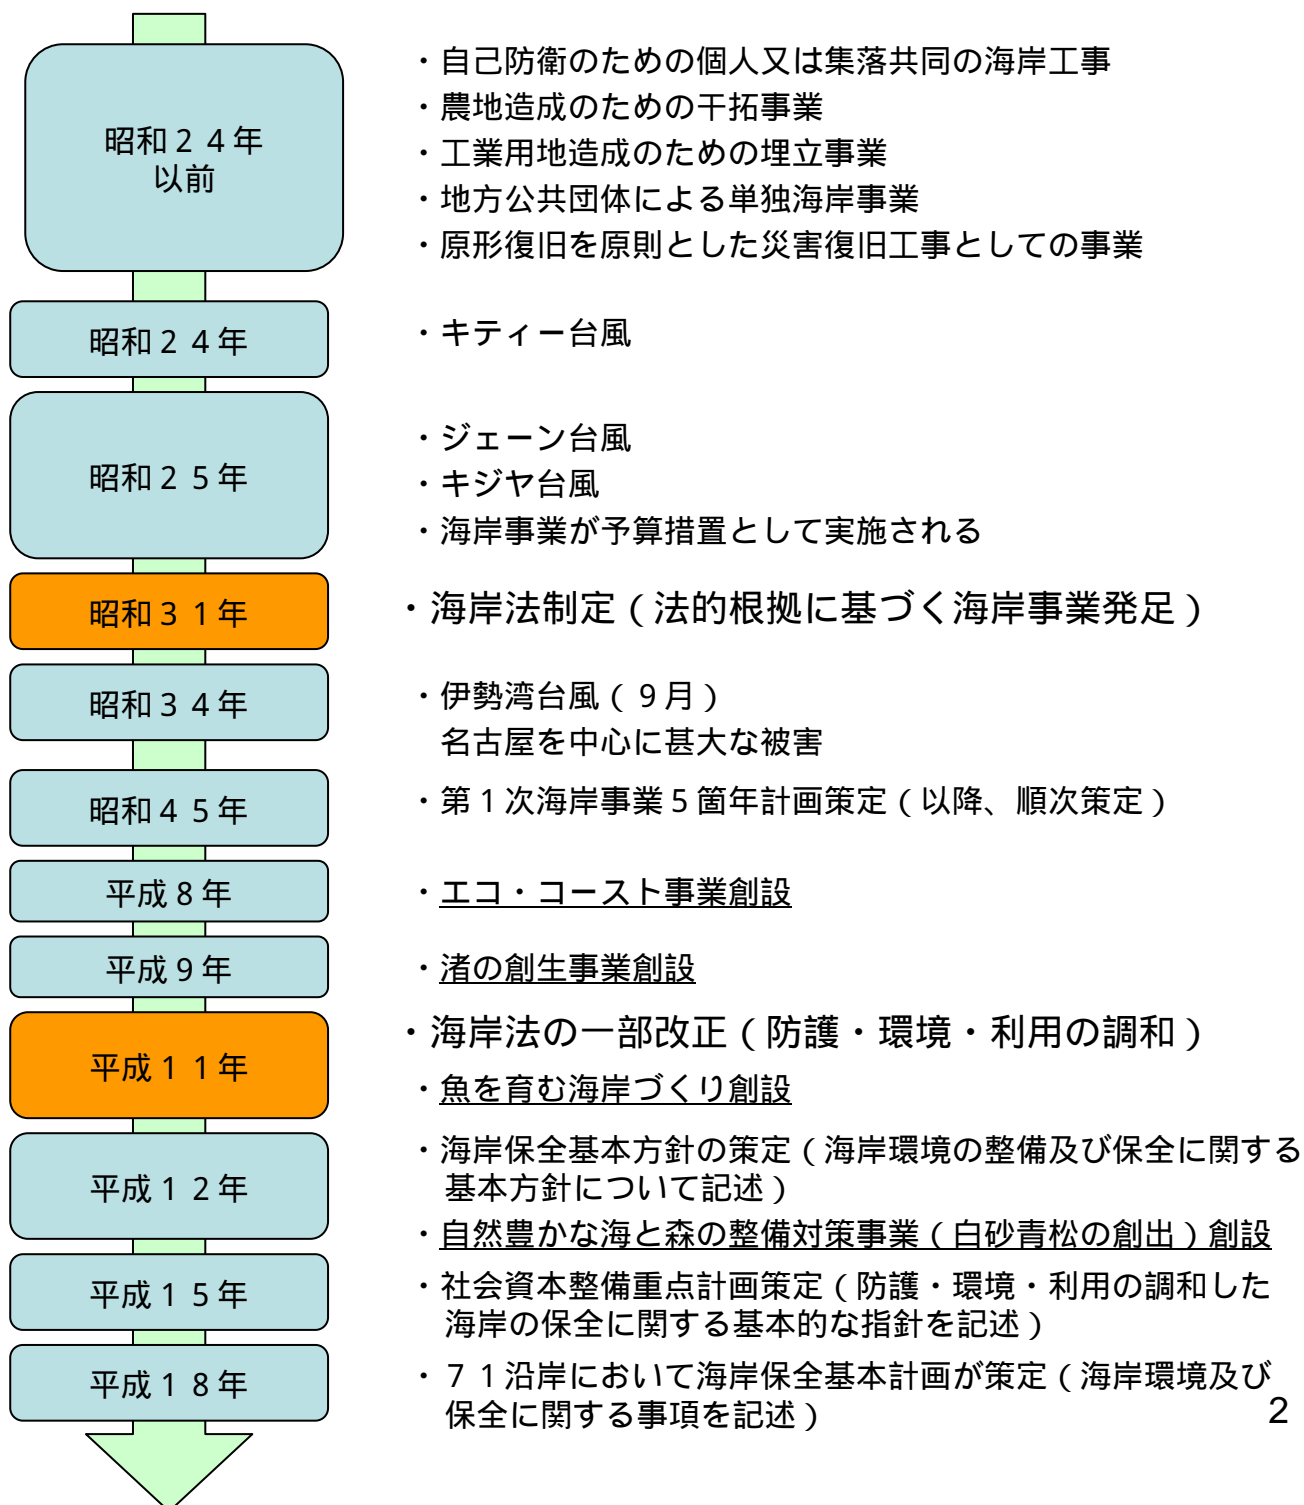 昭和２４年
以前
・自己防衛のための個人又は集落共同の海岸工事
・農地造成のための干拓事業
・工業用地造成のための埋立事業
・地方公共団体による単独海岸事業
・原形復旧を原則とした災害復旧工事としての事業
昭和２４年
・キティー台風
昭和２５年
・ジェーン台風
・キジヤ台風
・海岸事業が予算措置として実施される
昭和３１年
・海岸法制定（法的根拠に基づく海岸事業発足）
昭和３４年
・伊勢湾台風（９月）
名古屋を中心に甚大な被害
昭和４５年
・第１次海岸事業５箇年計画策定（以降、順次策定）
平成８年
・エコ・コースト事業創設
平成９年
・渚の創生事業創設
平成１１年
・海岸法の一部改正（防護・環境・利用の調和）
・魚を育む海岸づくり創設
平成１２年
・海岸保全基本方針の策定（海岸環境の整備及び保全に関する
基本方針について記述）
・自然豊かな海と森の整備対策事業（白砂青松の創出）創設
平成１５年
・社会資本整備重点計画策定（防護・環境・利用の調和した
海岸の保全に関する基本的な指針を記述）
平成１８年
・７１沿岸において海岸保全基本計画が策定（海岸環境及び
保全に関する事項を記述）
2